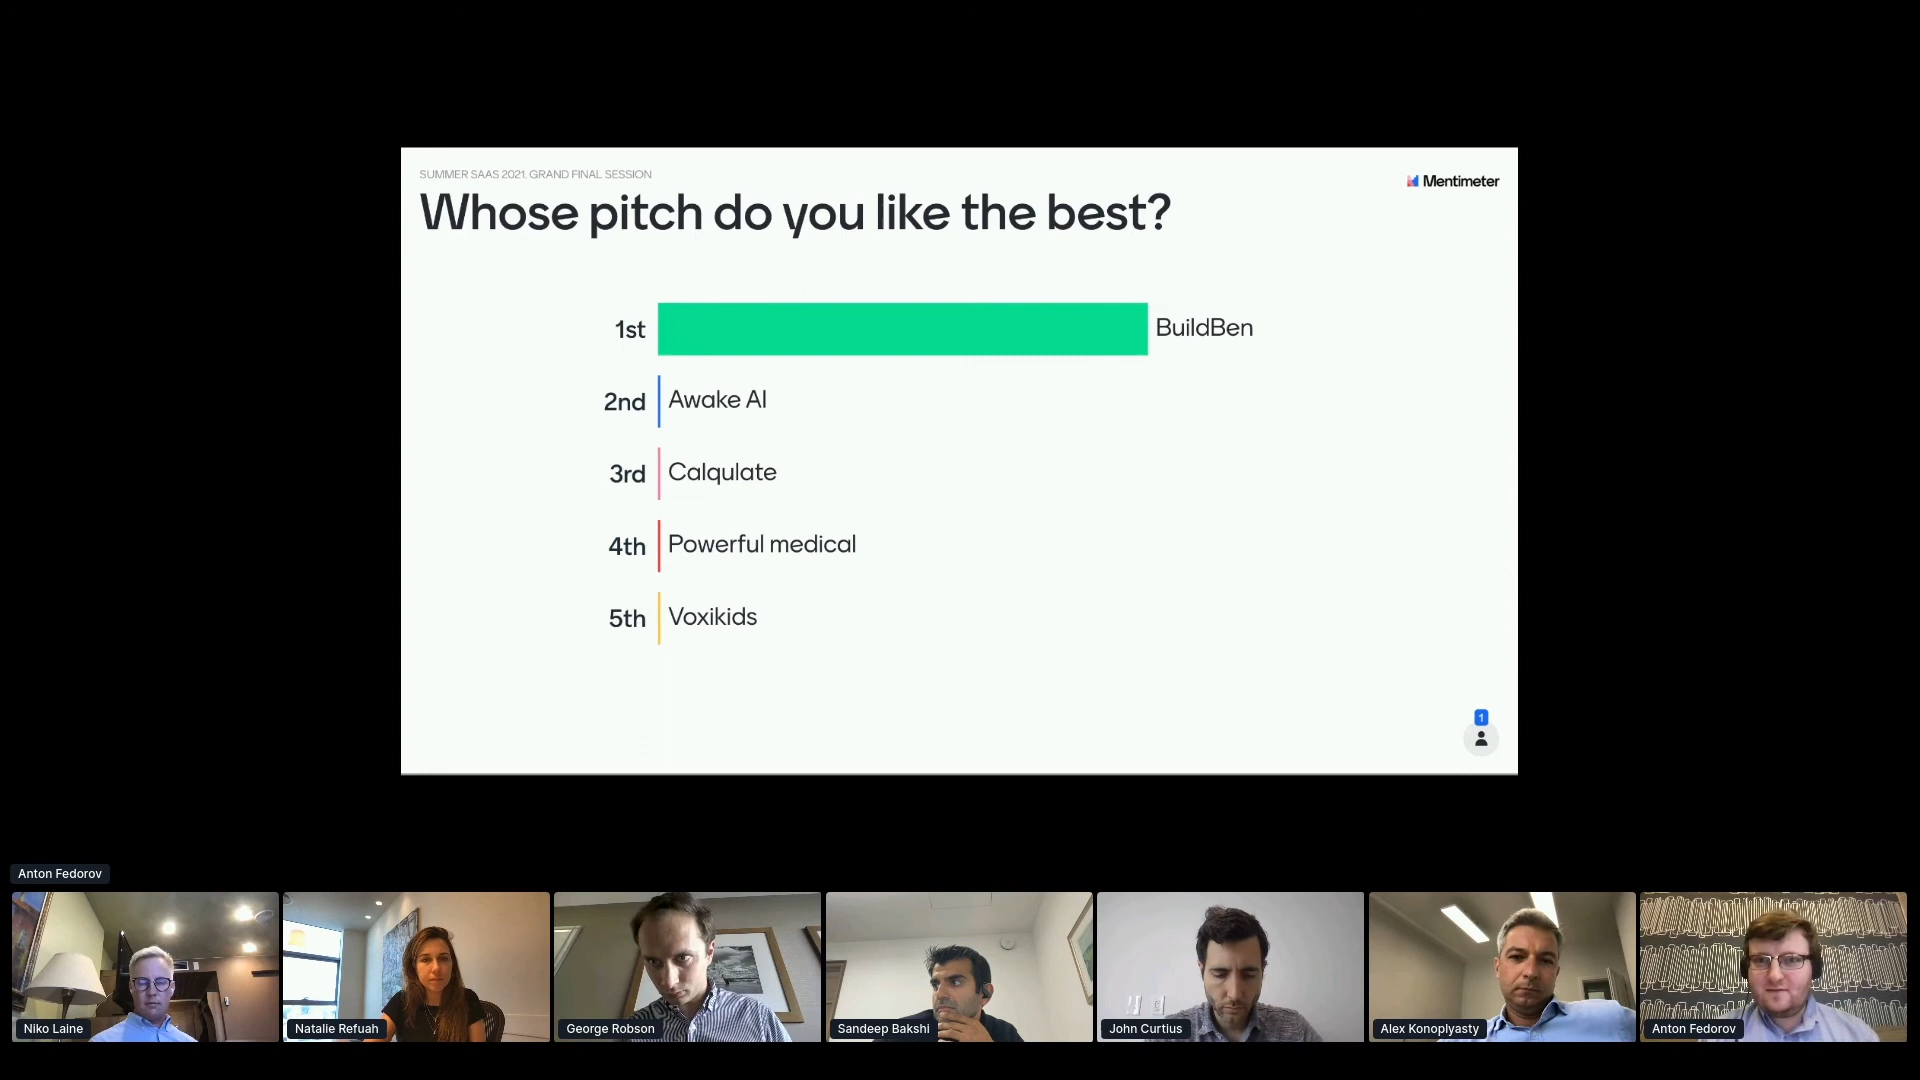 SUMMER SAAS 2021. GRAND FINAL SESSION
Mentimeter
Whose pitch do you like the best?
1st BuildBen
2nd Awake AI
3rd Calqulate
4th Powerful medical
5th Voxikids
1
Anton Fedorov
Niko Laine
Natalie Refuah
George Robson
Sandeep Bakshi
John Curtius
Alex Konoplyasty
Anton Fedorov